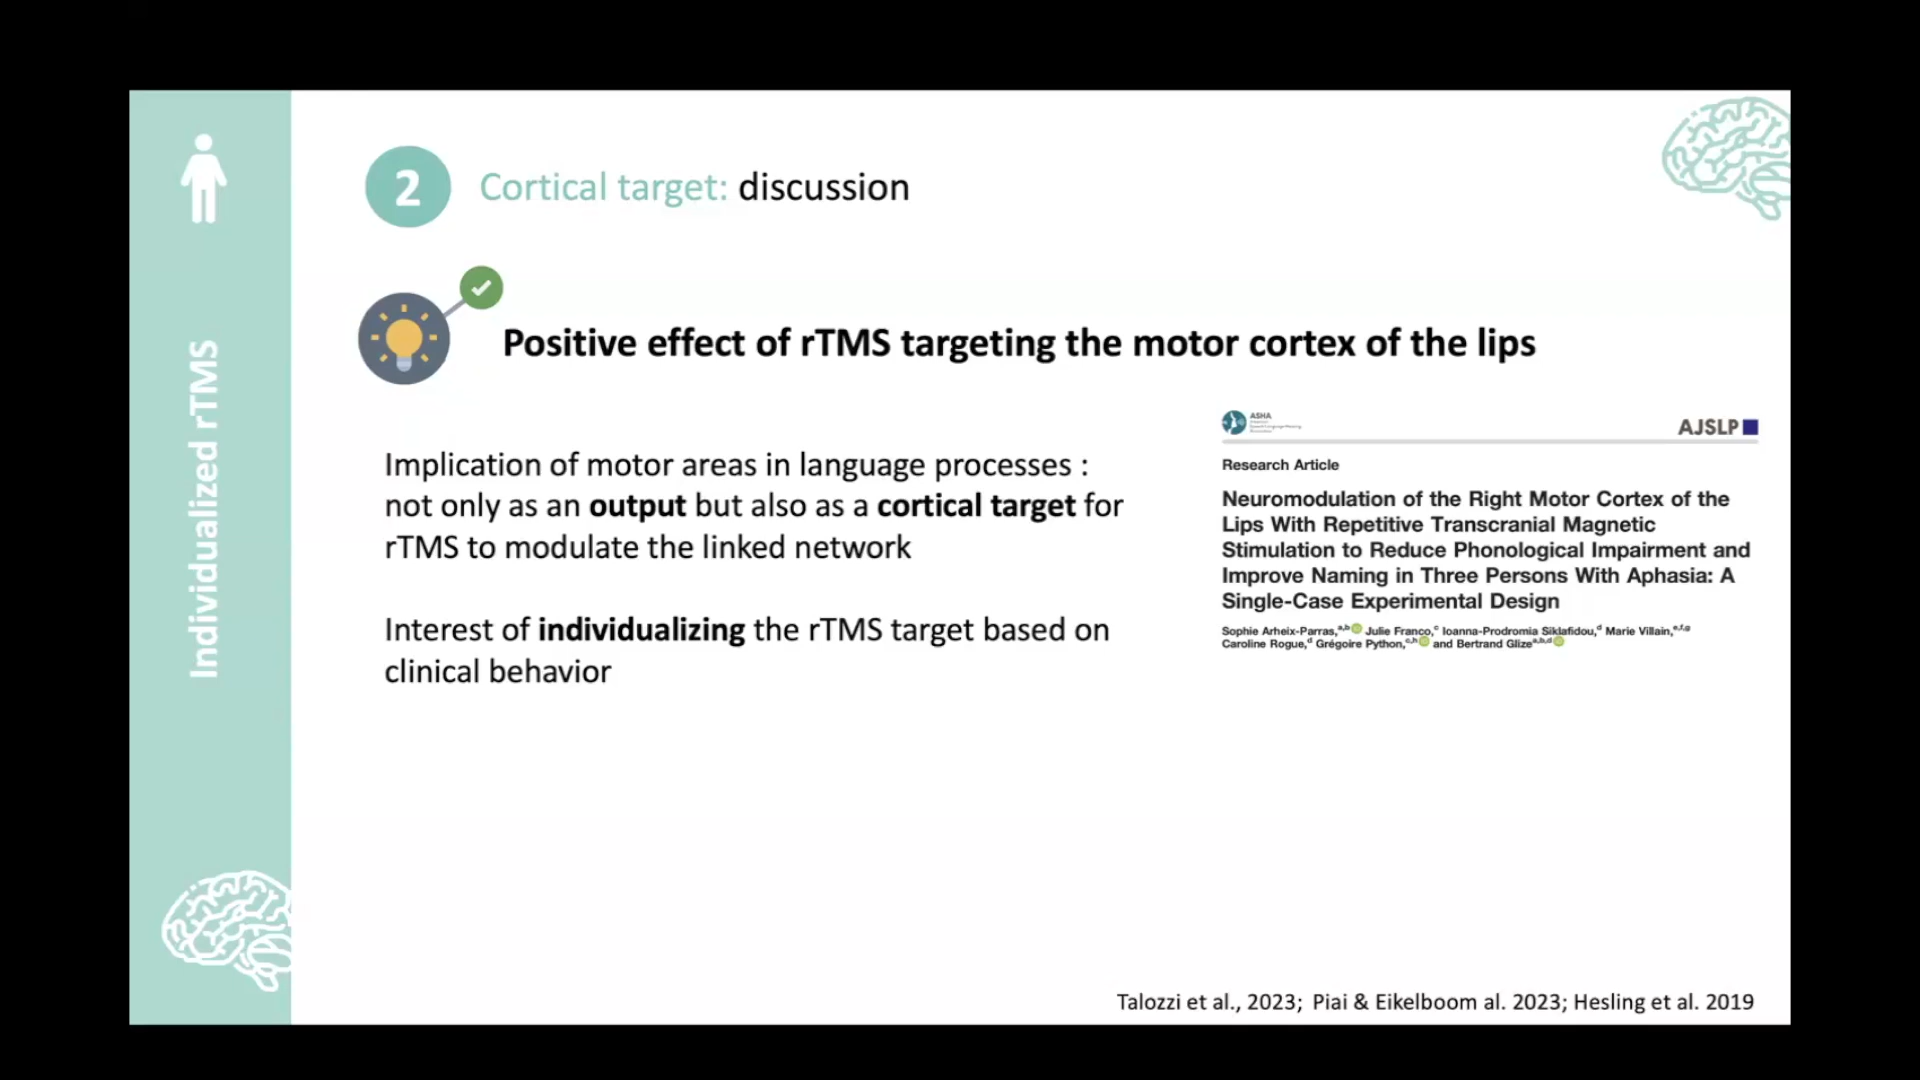 Individualized rTMS
2
Cortical target: discussion
Positive effect of rTMS targeting the motor cortex of the lips
Implication of motor areas in language processes :
not only as an output but also as a cortical target for
rTMS to modulate the linked network
Interest of individualizing the rTMS target based on
clinical behavior
ASHA
AJSLP
Research Article
Neuromodulation of the Right Motor Cortex of the
Lips With Repetitive Transcranial Magnetic
Stimulation to Reduce Phonological Impairment and
Improve Naming in Three Persons With Aphasia: A
Single-Case Experimental Design
Sophie Arheix-Parras,a,b Julie Franco,c Ioanna-Prodromia Siklafidou,d Marie Villain,e,f,g
Caroline Rogue,d Grégoire Python,c,h and Bertrand Glizea,b,d
Talozzi et al., 2023; Piai & Eikelboom al. 2023; Hesling et al. 2019